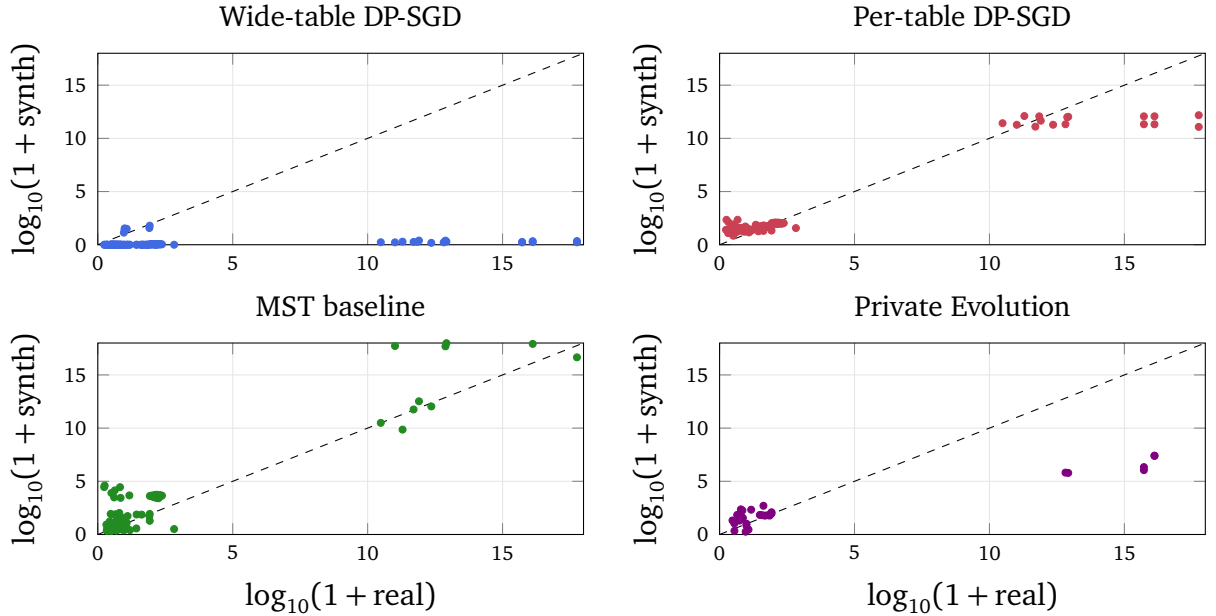 Wide-table DP-SGD
Per-table DP-SGD
log₁₀(1 + synth)
15
10
5
0
0 5 10 15
log₁₀(1 + synth)
15
10
5
0
0 5 10 15
MST baseline
Private Evolution
log₁₀(1 + synth)
15
10
5
0
0 5 10 15
log₁₀(1 + real)
log₁₀(1 + synth)
15
10
5
0
0 5 10 15
log₁₀(1 + real)